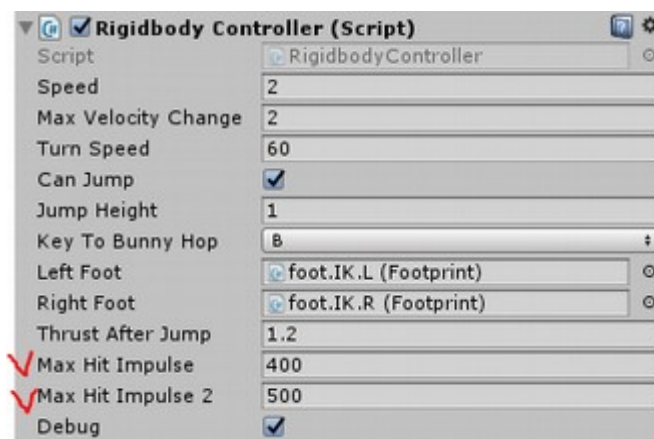 Rigidbody Controller (Script)
Script RigidbodyController
Speed 2
Max Velocity Change 2
Turn Speed 60
Can Jump
Jump Height 1
Key To Bunny Hop B
Left Foot foot.IK.L (Footprint)
Right Foot foot.IK.R (Footprint)
Thrust After Jump 1.2
Max Hit Impulse 400
Max Hit Impulse 2 500
Debug